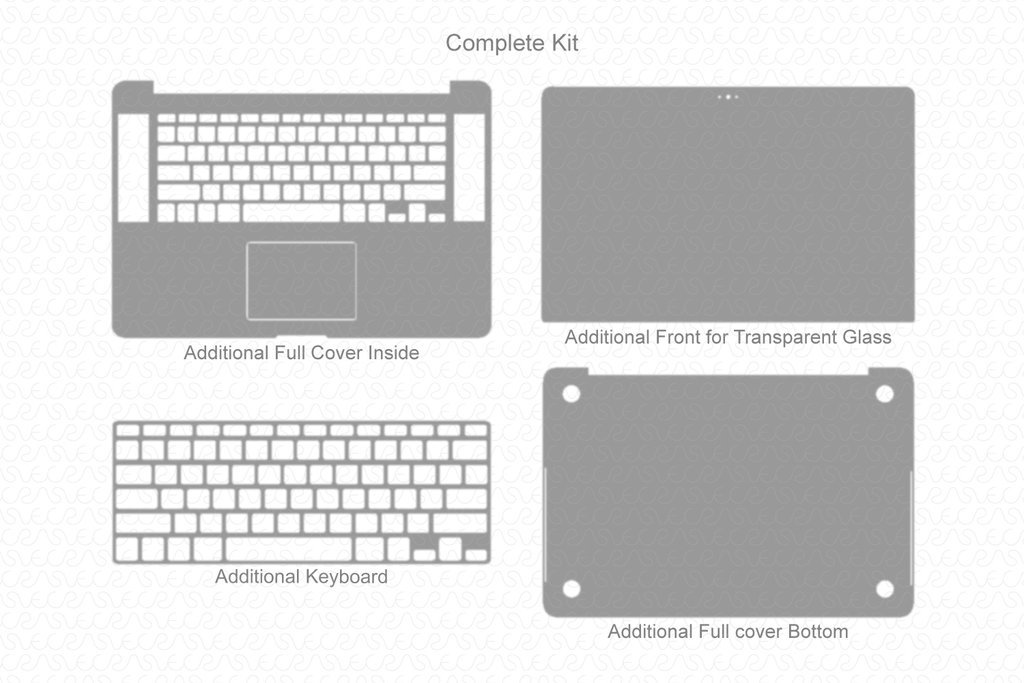 Complete Kit
Additional Full Cover Inside
Additional Front for Transparent Glass
Additional Keyboard
Additional Full cover Bottom